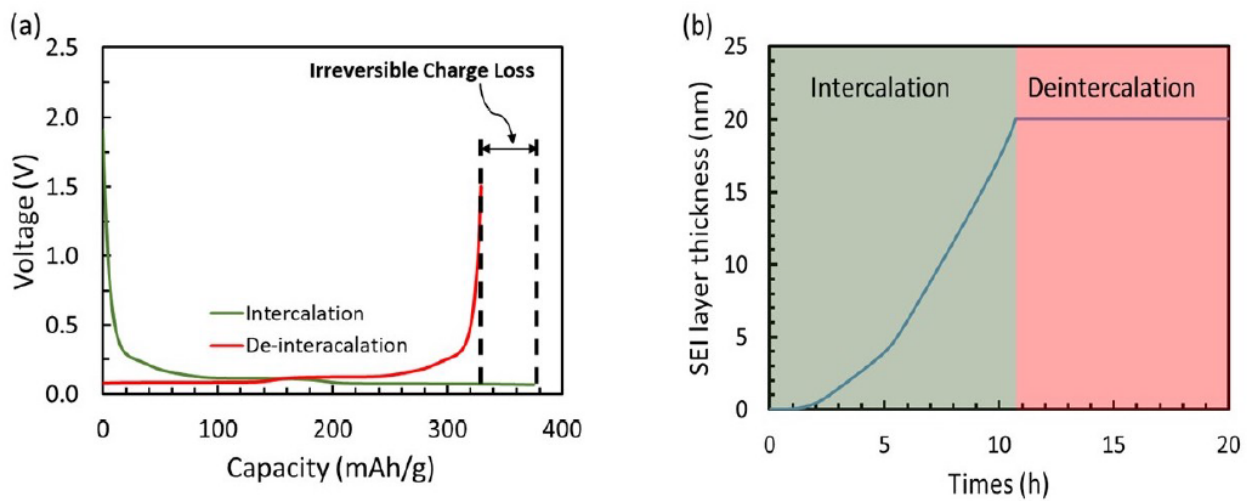 (a)
2.5
2.0
1.5
1.0
0.5
0.0
Voltage (V)
Irreversible Charge Loss
Intercalation
De-interacalation
0
100
200
300
400
Capacity (mAh/g)
(b)
25
20
15
10
5
0
SEI layer thickness (nm)
Intercalation
Deintercalation
0
5
10
15
20
Times (h)